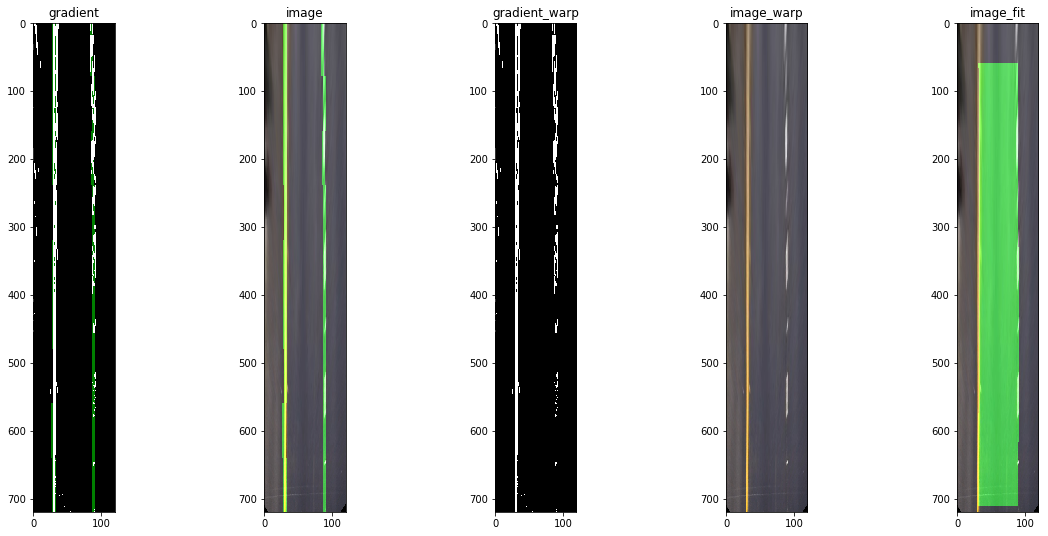 gradient image gradient_warp image_warp image_fit
0 0 0 0 0
100 100 100 100 100
200 200 200 200 200
300 300 300 300 300
400 400 400 400 400
500 500 500 500 500
600 600 600 600 600
700 700 700 700 700
0 100 0 100 0 100 0 100 0 100